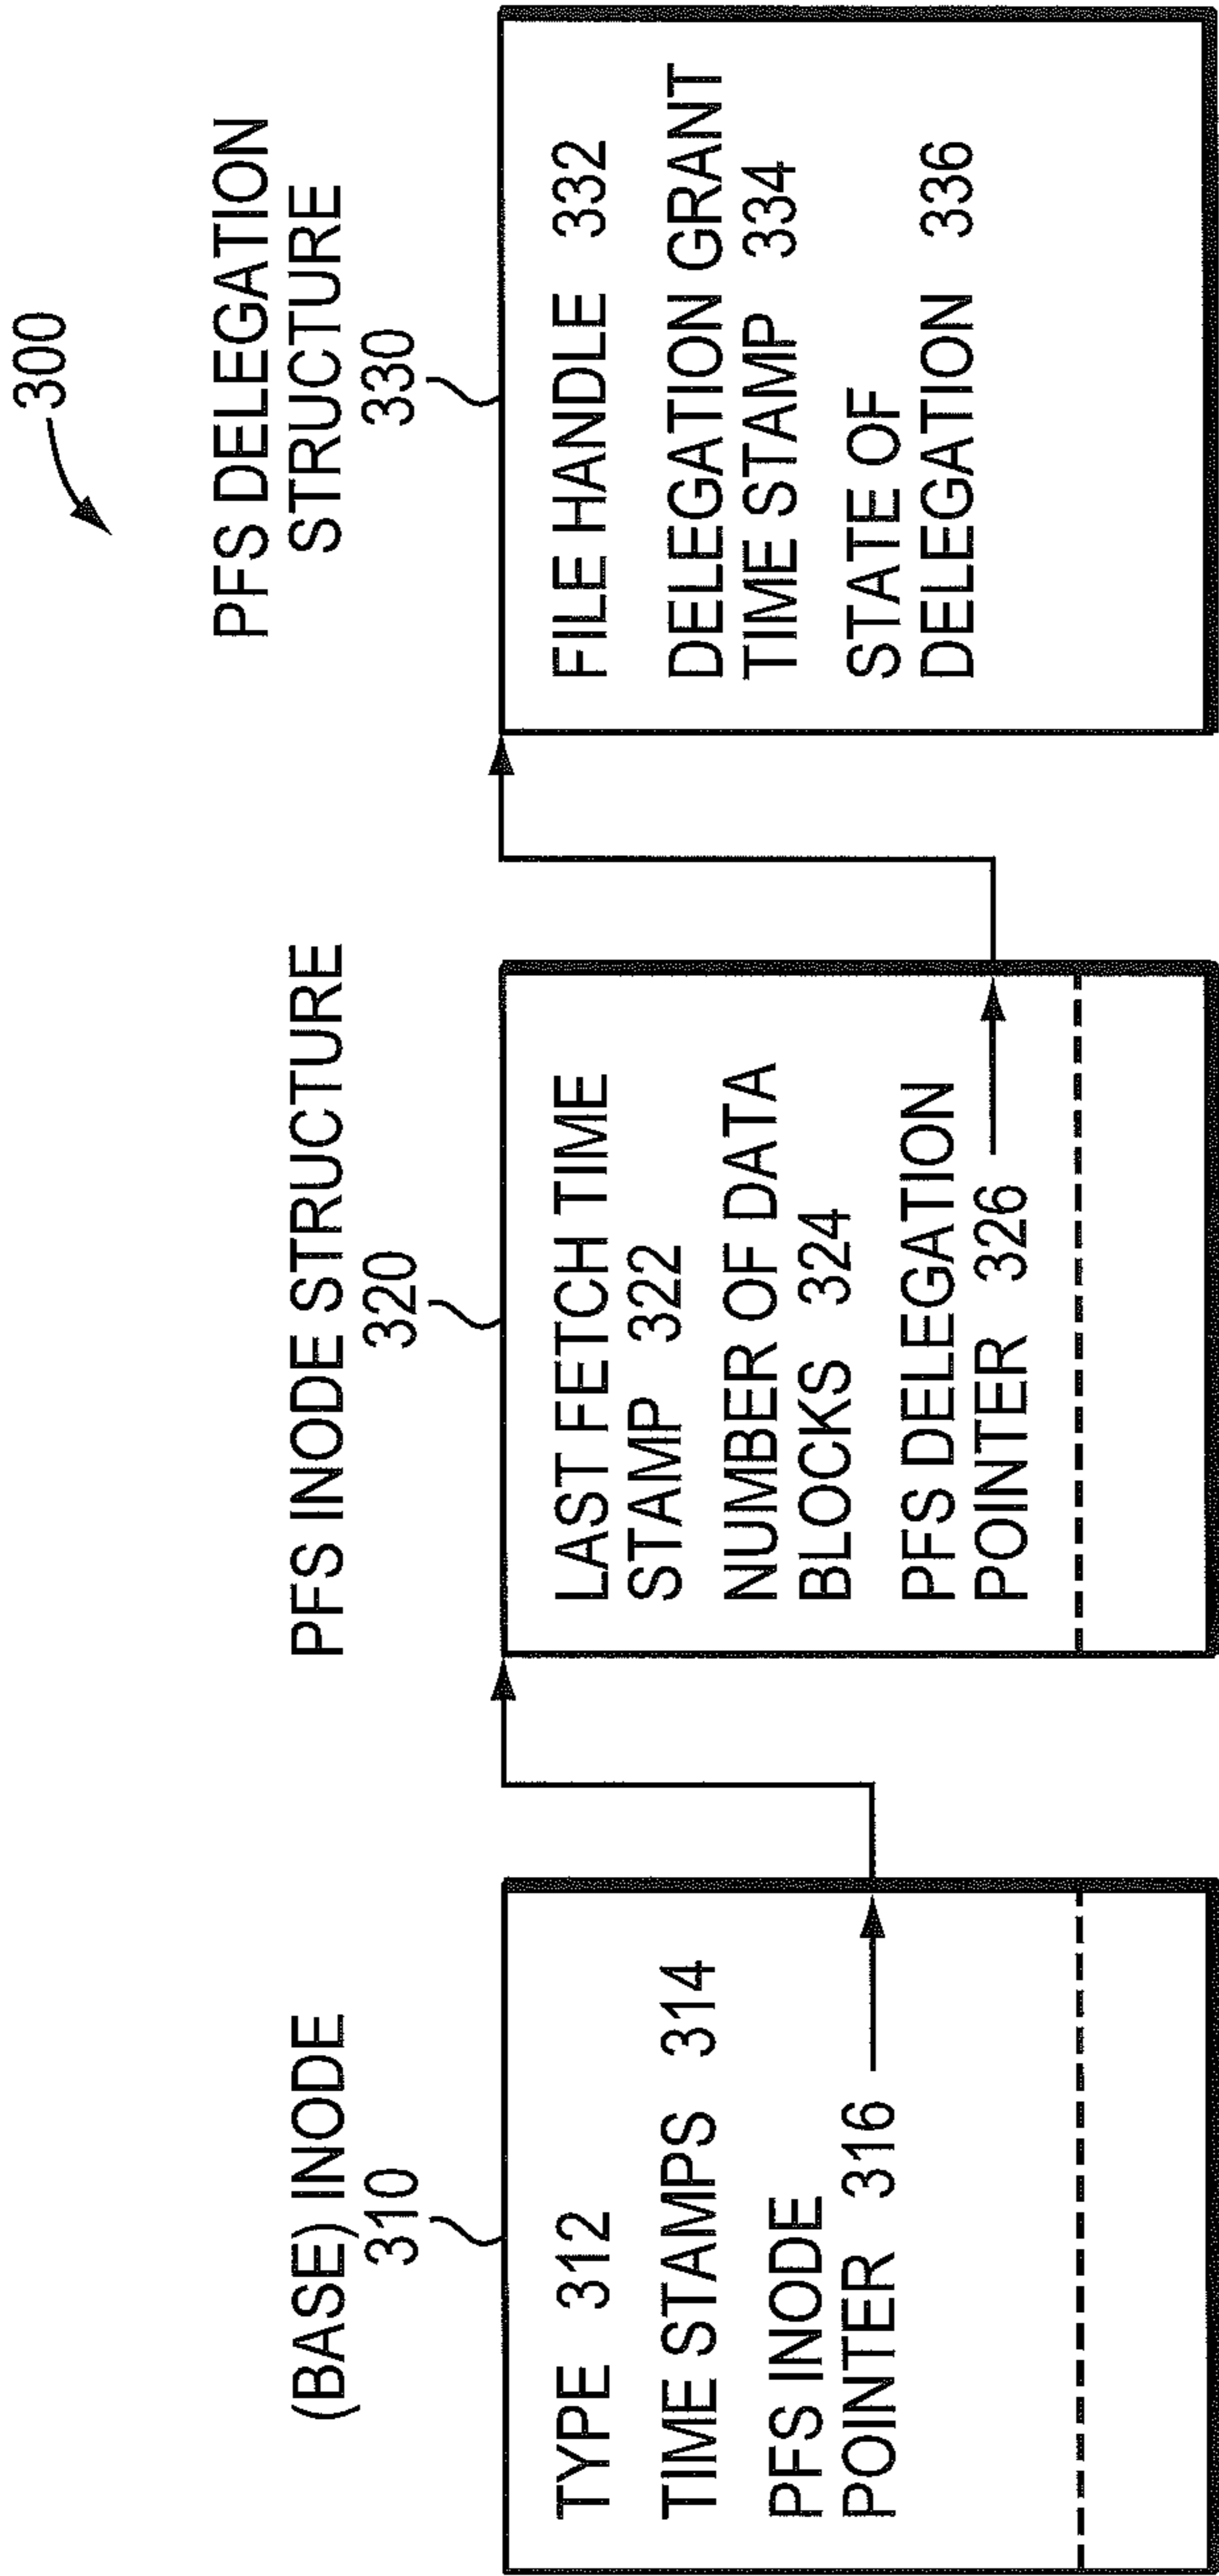 300
(BASE) INODE
310
TYPE 312
TIME STAMPS 314
PFS INODE
POINTER 316
PFS INODE STRUCTURE
320
LAST FETCH TIME
STAMP 322
NUMBER OF DATA
BLOCKS 324
PFS DELEGATION
POINTER 326
PFS DELEGATION
STRUCTURE
330
FILE HANDLE 332
DELEGATION GRANT
TIME STAMP 334
STATE OF
DELEGATION 336